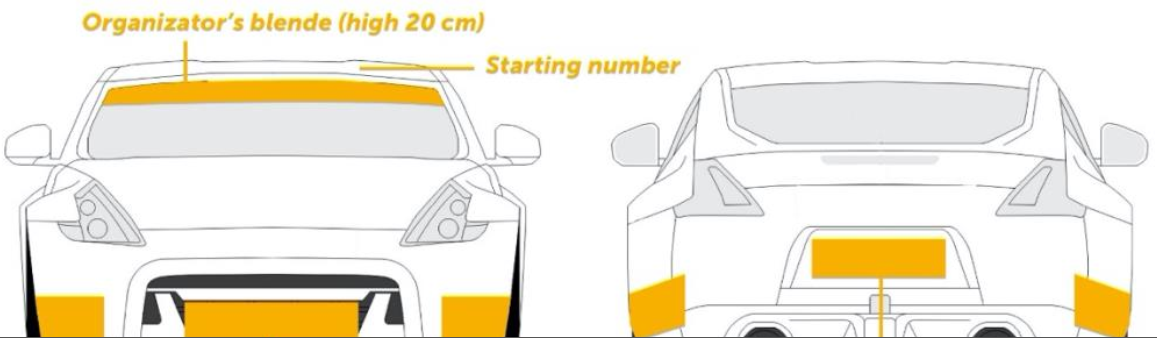 Organizator's blende (high 20 cm)
Starting number